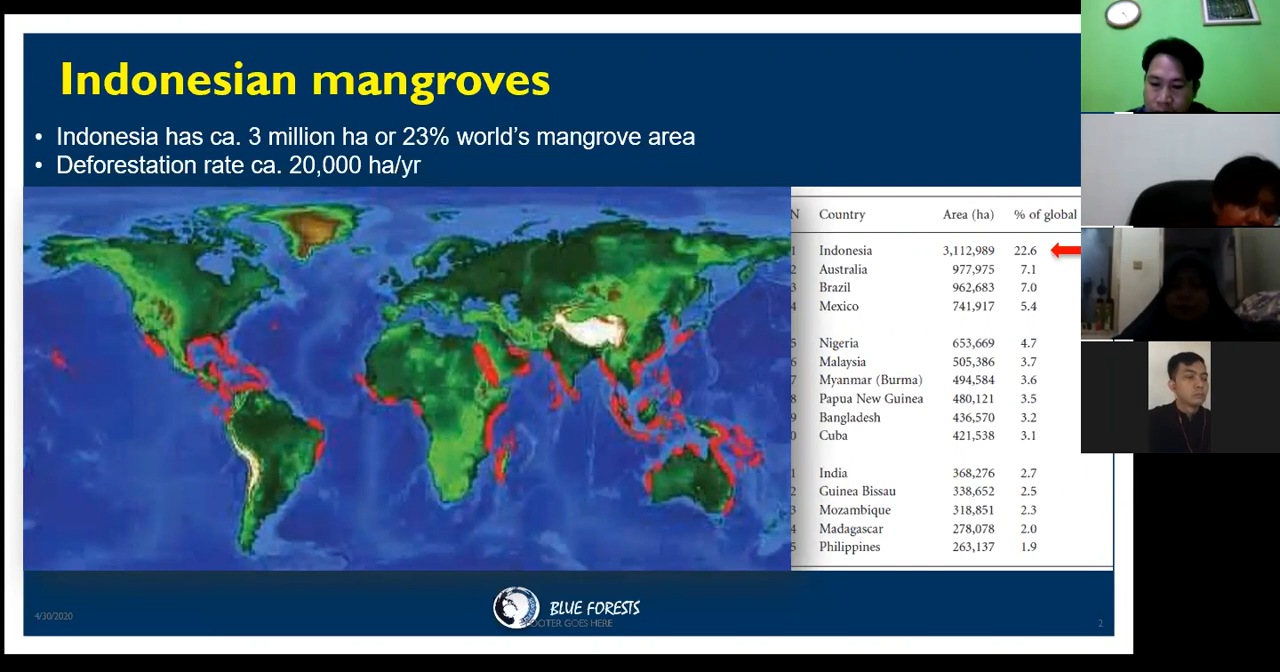 Indonesian mangroves
• Indonesia has ca. 3 million ha or 23% world's mangrove area
• Deforestation rate ca. 20,000 ha/yr
N Country Area (ha) % of global
1 Indonesia 3,112,989 22.6
2 Australia 977,975 7.1
3 Brazil 962,683 7.0
4 Mexico 741,917 5.4
5 Nigeria 653,669 4.7
6 Malaysia 505,386 3.7
7 Myanmar (Burma) 494,584 3.6
8 Papua New Guinea 480,121 3.5
9 Bangladesh 436,570 3.2
0 Cuba 421,538 3.1
1 India 368,276 2.7
2 Guinea Bissau 338,652 2.5
3 Mozambique 318,851 2.3
4 Madagascar 278,078 2.0
5 Philippines 263,137 1.9
BLUE FORESTS
4/30/2020
OOTER GOES HERE
2